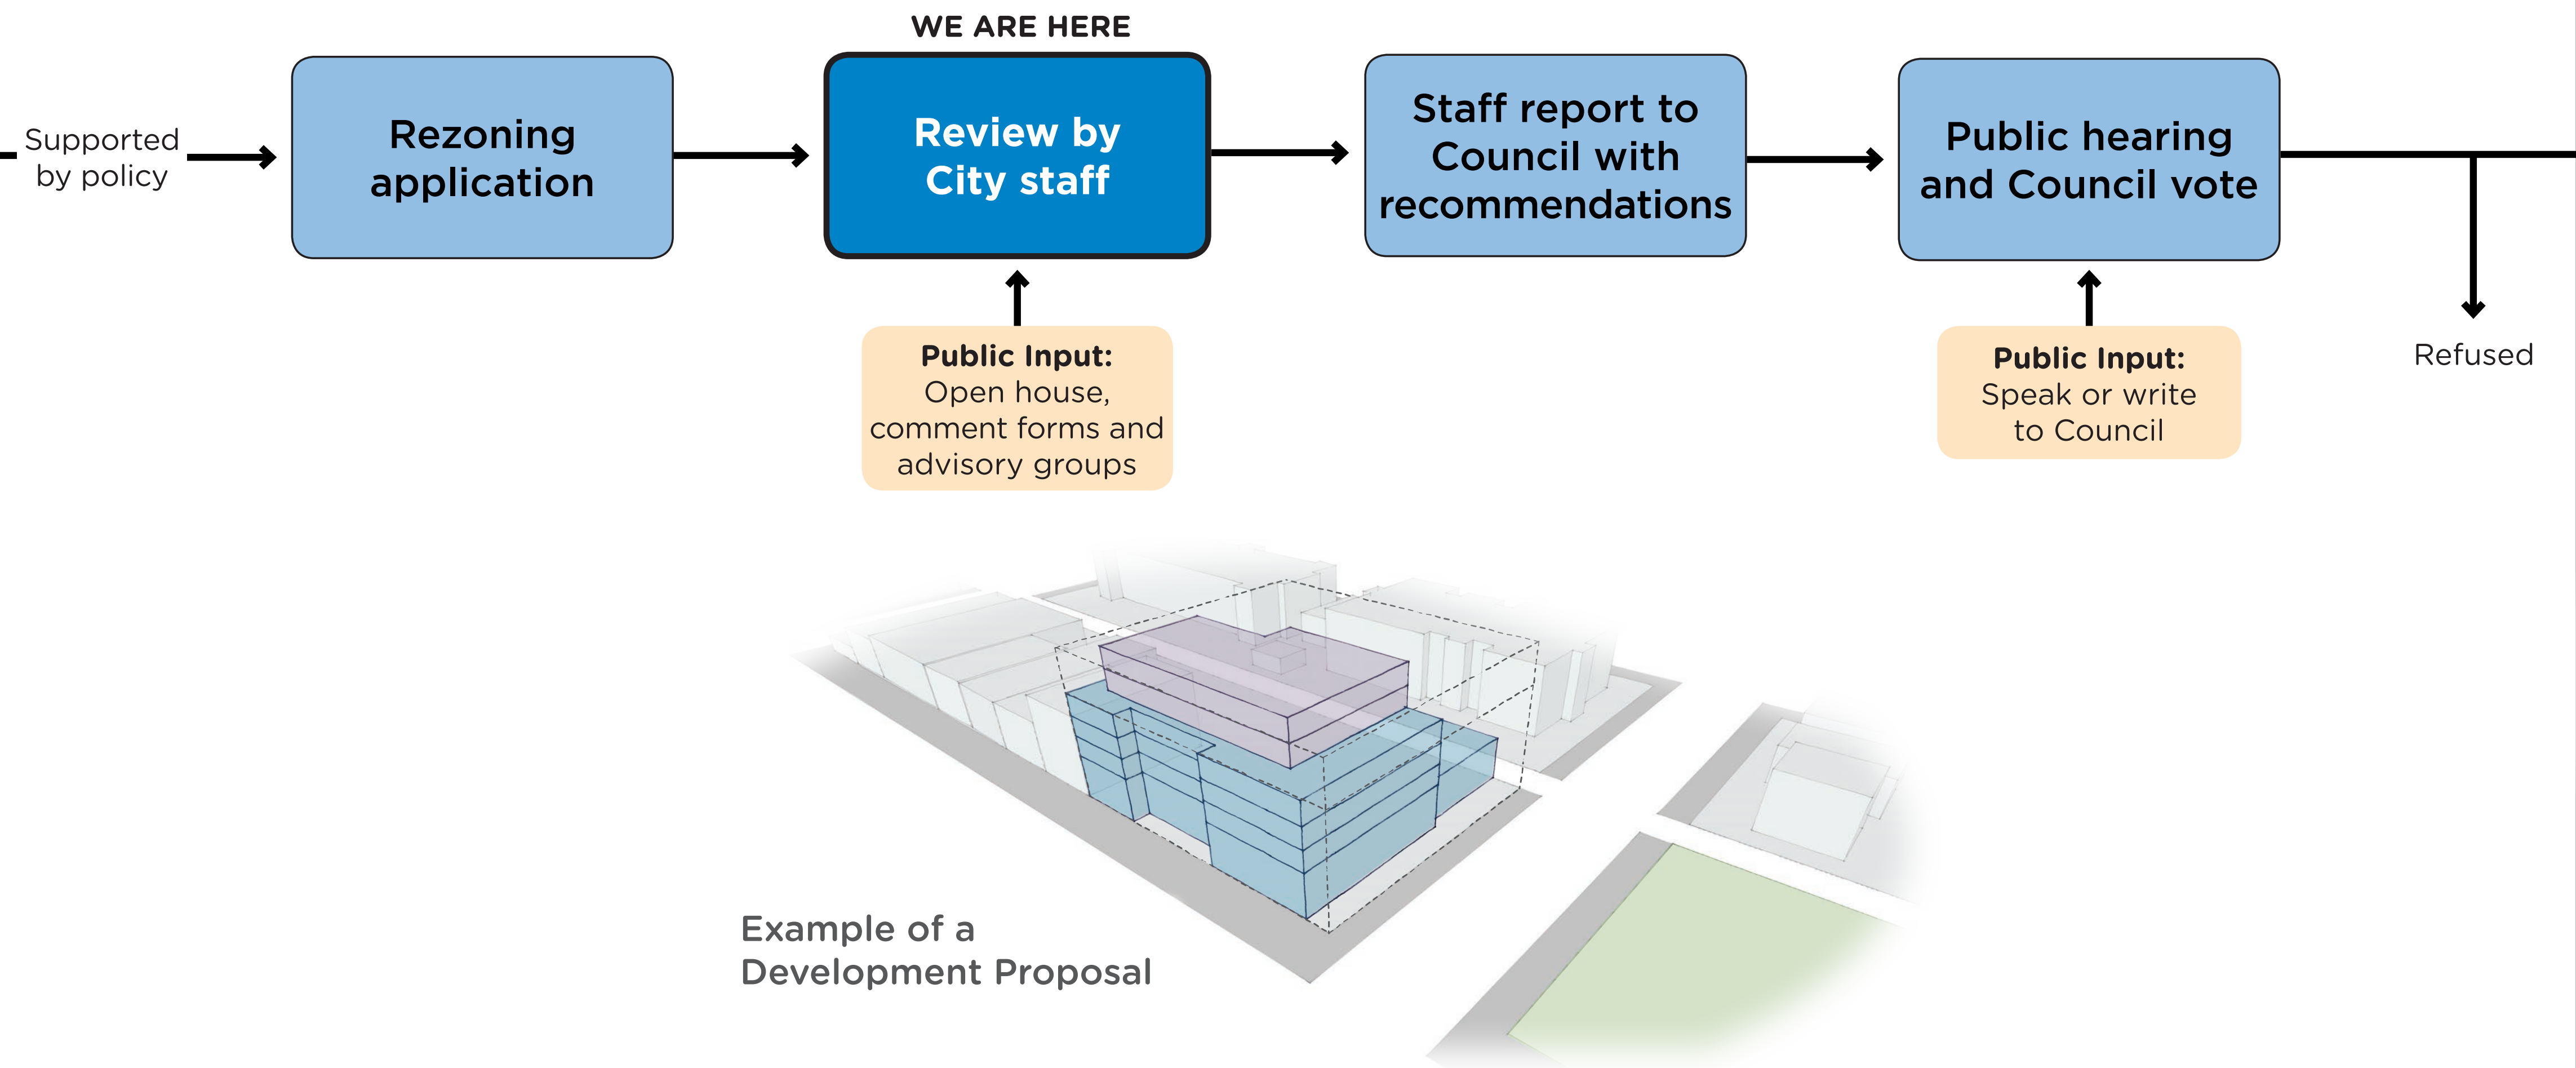 WE ARE HERE
Supported
by policy
Rezoning
application
Review by
City staff
Staff report to
Council with
recommendations
Public hearing
and Council vote
Public Input:
Open house,
comment forms and
advisory groups
Public Input:
Speak or write
to Council
Refused
Example of a
Development Proposal